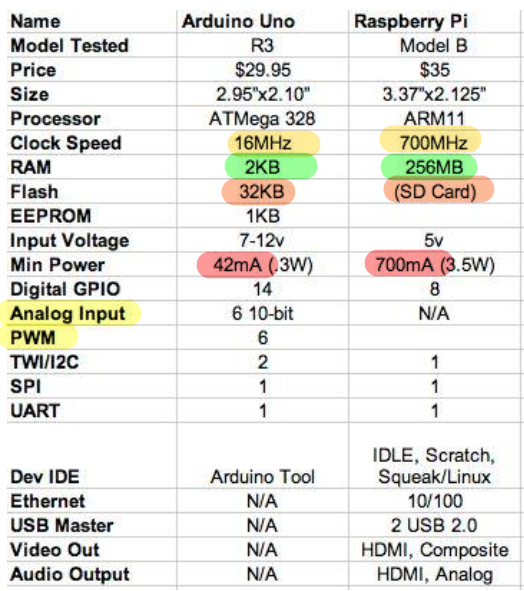 Name Arduino Uno Raspberry Pi
Model Tested R3 Model B
Price $29.95 $35
Size 2.95"x2.10" 3.37"x2.125"
Processor ATMega 328 ARM11
Clock Speed 16MHz 700MHz
RAM 2KB 256MB
Flash 32KB (SD Card)
EEPROM 1KB
Input Voltage 7-12v 5v
Min Power 42mA (.3W) 700mA (3.5W)
Digital GPIO 14 8
Analog Input 6 10-bit N/A
PWM 6
TWI/I2C 2 1
SPI 1 1
UART 1 1
IDLE, Scratch,
Dev IDE Arduino Tool Squeak/Linux
Ethernet N/A 10/100
USB Master N/A 2 USB 2.0
Video Out N/A HDMI, Composite
Audio Output N/A HDMI, Analog